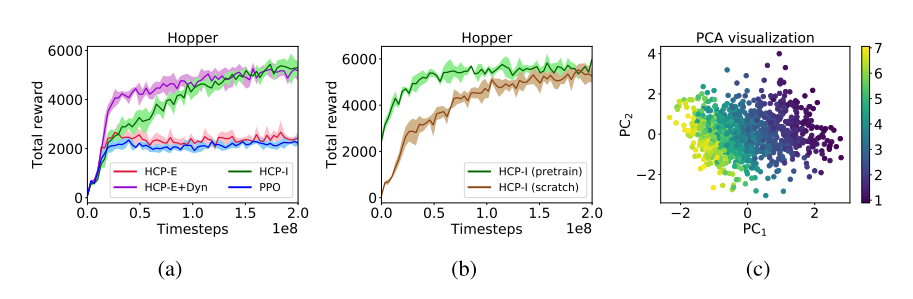 Hopper
Total reward
6000
4000
2000
0
HCP-E
HCP-E+Dyn
HCP-I
PPO
0.0 0.5 1.0 1.5 2.0
Timesteps 1e8
(a)
Hopper
Total reward
6000
4000
2000
0
HCP-I (pretrain)
HCP-I (scratch)
0.0 0.5 1.0 1.5 2.0
Timesteps 1e8
(b)
PCA visualization
PC2
4
2
0
−2
−2 0 2
PC1
7
6
5
4
3
2
1
(c)